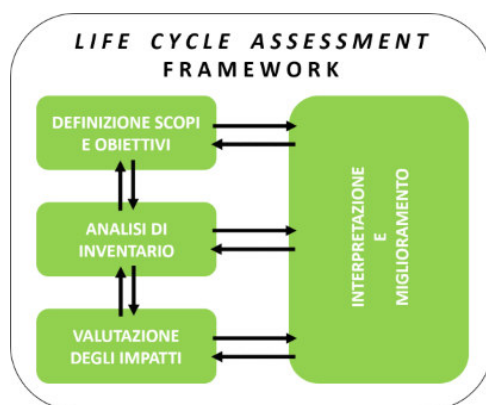 LIFE CYCLE ASSESSMENT
FRAMEWORK
DEFINIZIONE SCOPI
E OBIETTIVI
ANALISI DI
INVENTARIO
VALUTAZIONE
DEGLI IMPATTI
INTERPRETAZIONE
E
MIGLIORAMENTO